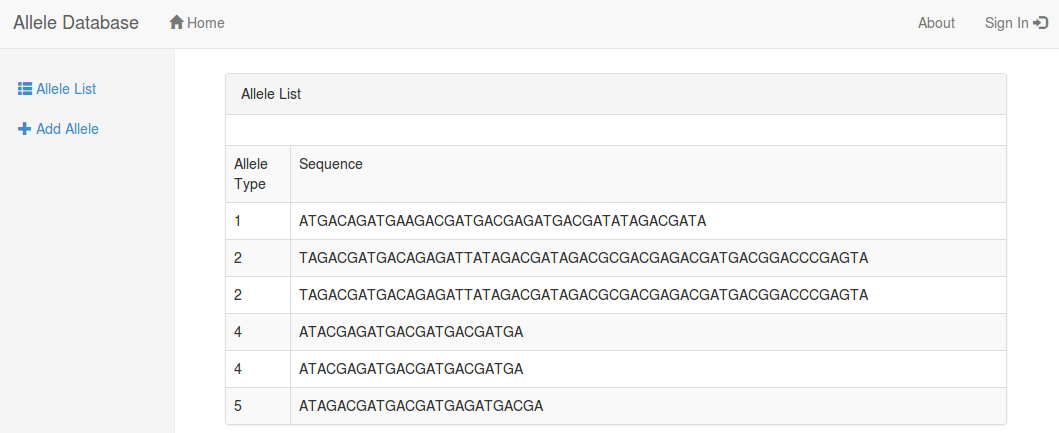 Allele Database Home About Sign In
Allele List
Add Allele
Allele List
Allele Type Sequence
1 ATGACAGATGAAGACGATGACGAGATGACGATATAGACGATA
2 TAGACGATGACAGAGATTATAGACGATAGACGCGACGAGACGATGACGGACCCGAGTA
2 TAGACGATGACAGAGATTATAGACGATAGACGCGACGAGACGATGACGGACCCGAGTA
4 ATACGAGATGACGATGACGATGA
4 ATACGAGATGACGATGACGATGA
5 ATAGACGATGACGATGAGATGACGA